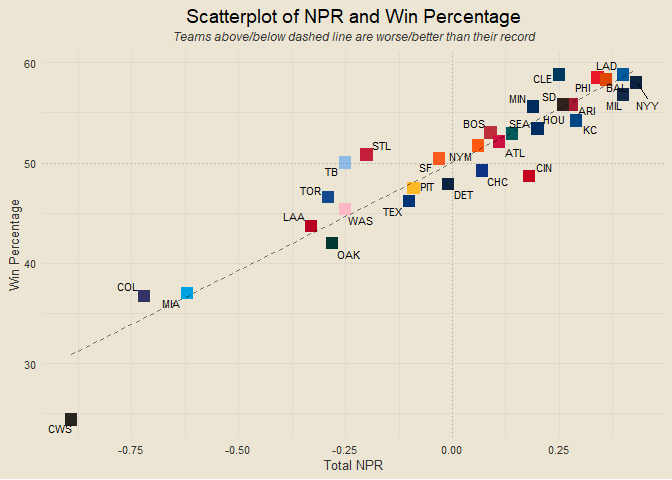 Scatterplot of NPR and Win Percentage
Teams above/below dashed line are worse/better than their record
60
50
40
30
Win Percentage
LAD
CLE
PHI
BAL
NYY
MIL
SD
MIN
ARI
KC
HOU
SEA
BOS
ATL
NYM
STL
TB
SF
CIN
CHC
DET
PIT
TOR
TEX
WAS
LAA
OAK
COL
MIA
CWS
-0.75
-0.50
-0.25
0.00
0.25
Total NPR